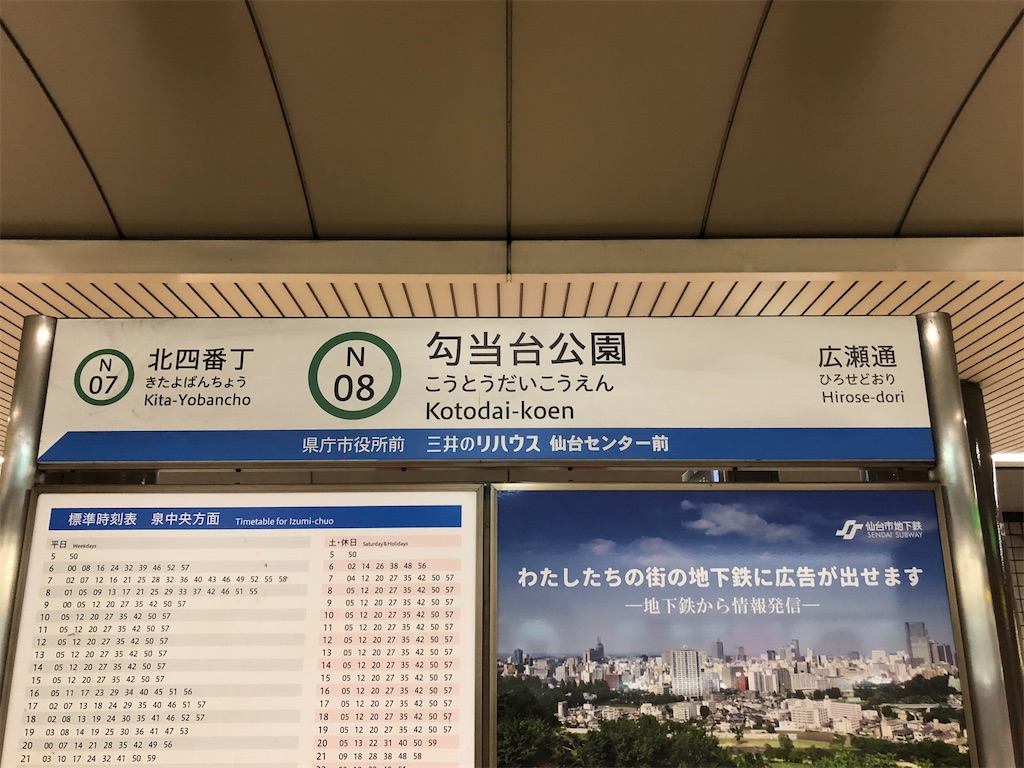 N
07
北四番丁
きたよばんちょう
Kita-Yobancho
N
08
勾当台公園
こうとうだいこうえん
Kotodai-koen
広瀬通
ひろせどおり
Hirose-dori
県庁市役所前 三井のリハウス 仙台センター前
標準時刻表 泉中央方面 Timetable for Izumi-chuo
平日 Weekdays
5 50
6 00 08 16 24 32 39 46 52 57
7 02 07 12 16 21 25 28 32 36 40 43 46 49 52 55 58
8 01 05 09 13 17 21 25 29 33 37 42 46 51 55
9 00 05 12 20 27 35 42 50 57
10 05 12 20 27 35 42 50 57
11 05 12 20 27 35 42 50 57
12 05 12 20 27 35 42 50 57
13 05 12 20 27 35 42 50 57
14 05 12 20 27 35 42 50 57
15 05 12 20 27 35 42 50 57
16 05 11 17 23 29 34 40 45 51 56
17 02 07 13 18 24 29 35 40 46 51 57
18 02 08 13 19 24 30 35 41 46 52 57
19 03 08 14 19 25 30 36 41 47 53
20 00 07 14 21 28 35 42 49 56
21 03 10 17 24 32 41 50 59
土・休日 Saturday&Holidays
5 50
6 02 14 26 38 48 56
7 04 12 20 27 35 42 50 57
8 05 12 20 27 35 42 50 57
9 05 12 20 27 35 42 50 57
10 05 12 20 27 35 42 50 57
11 05 12 20 27 35 42 50 57
12 05 12 20 27 35 42 50 57
13 05 12 20 27 35 42 50 57
14 05 12 20 27 35 42 50 57
15 05 12 20 27 35 42 50 57
16 05 12 20 27 35 42 50 57
17 05 12 20 27 35 42 50 57
18 05 12 20 27 35 42 50 57
19 05 12 20 27 35 42 50 57
20 05 13 22 31 40 50 59
21 09 18 28 38 48 58
仙台市地下鉄
SENDAI SUBWAY
わたしたちの街の地下鉄に広告が出せます
―地下鉄から情報発信―